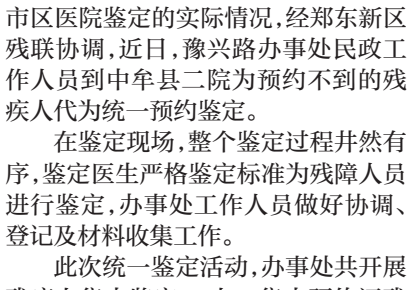 市区医院鉴定的实际情况,经郑东新区
残联协调,近日,豫兴路办事处民政工
作人员到中牟县二院为预约不到的残
疾人代为统一预约鉴定。
在鉴定现场,整个鉴定过程井然有
序,鉴定医生严格鉴定标准为残障人员
进行鉴定,办事处工作人员做好协调、
登记及材料收集工作。
此次统一鉴定活动,办事处共开展